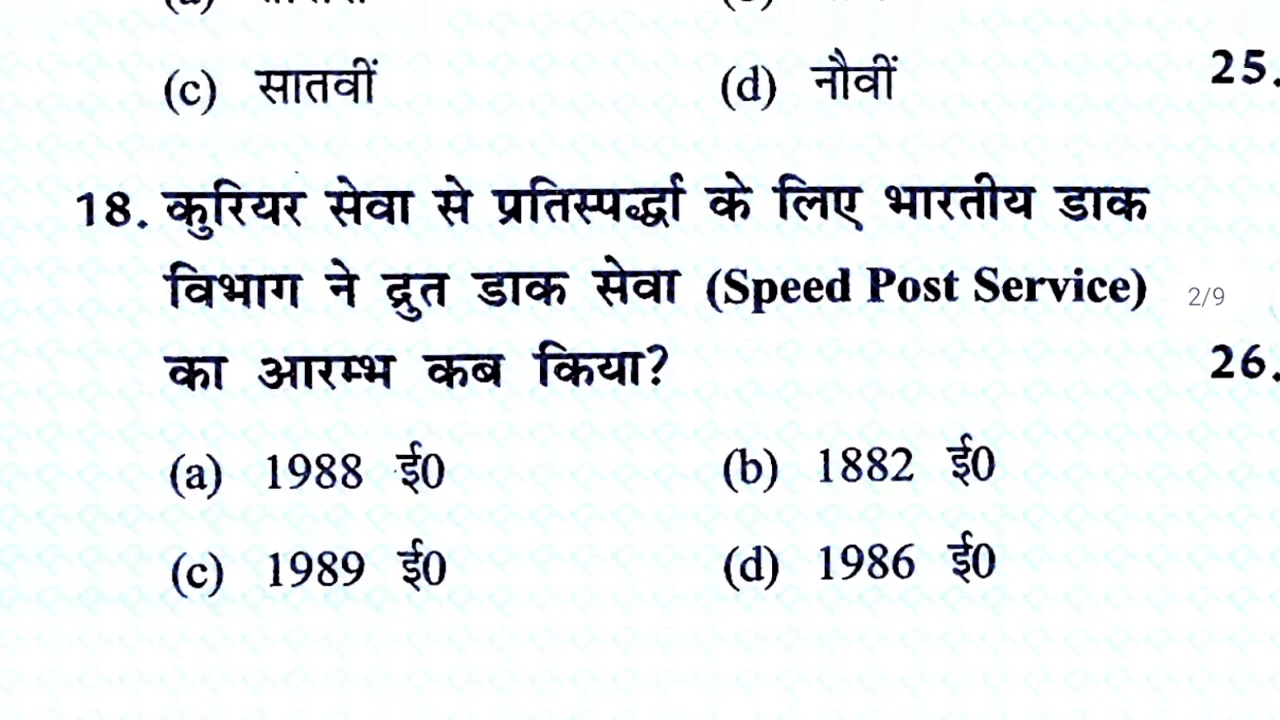 (c) सातवीं (d) नौवीं
25.
18. कुरियर सेवा से प्रतिस्पर्द्धा के लिए भारतीय डाक
विभाग ने द्रुत डाक सेवा (Speed Post Service)
2/9
का आरम्भ कब किया?
26.
(a) 1988 ई0 (b) 1882 ई0
(c) 1989 ई0 (d) 1986 ई0